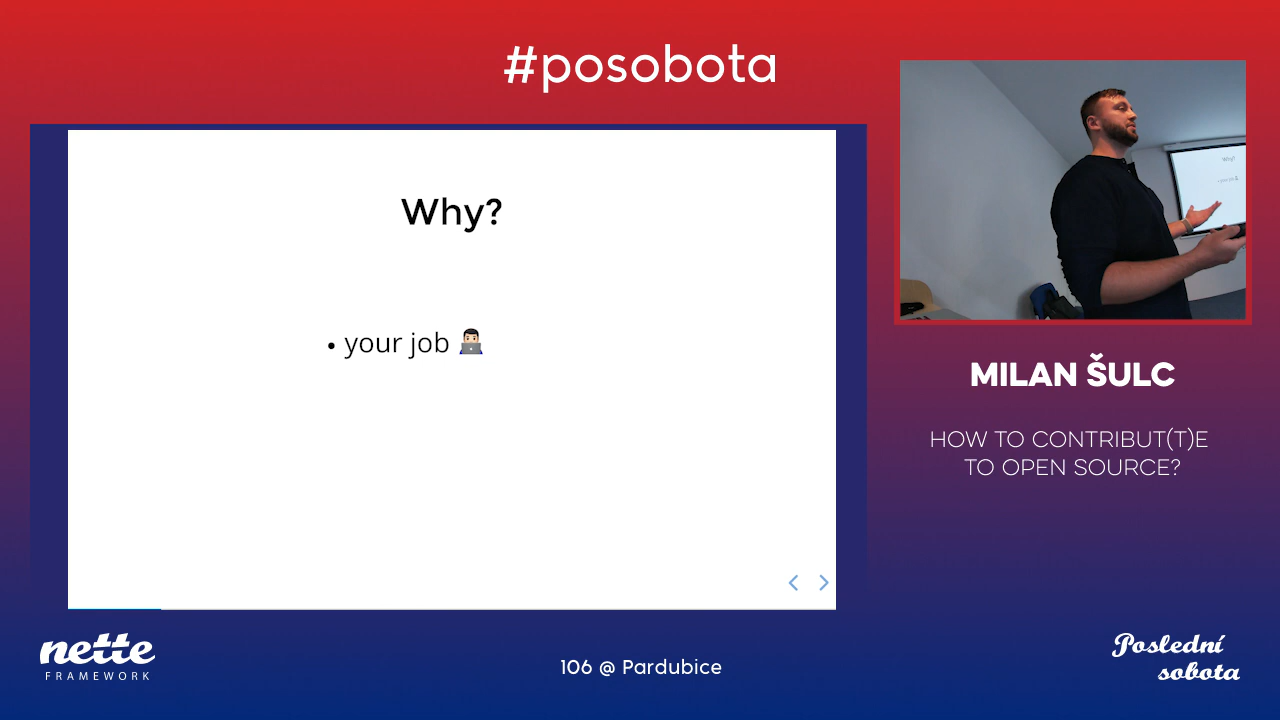 #posobota
Why?
• your job
MILAN ŠULC
HOW TO CONTRIBUT(T)E
TO OPEN SOURCE?
nette
FRAMEWORK
106 @ Pardubice
Poslední
sobota